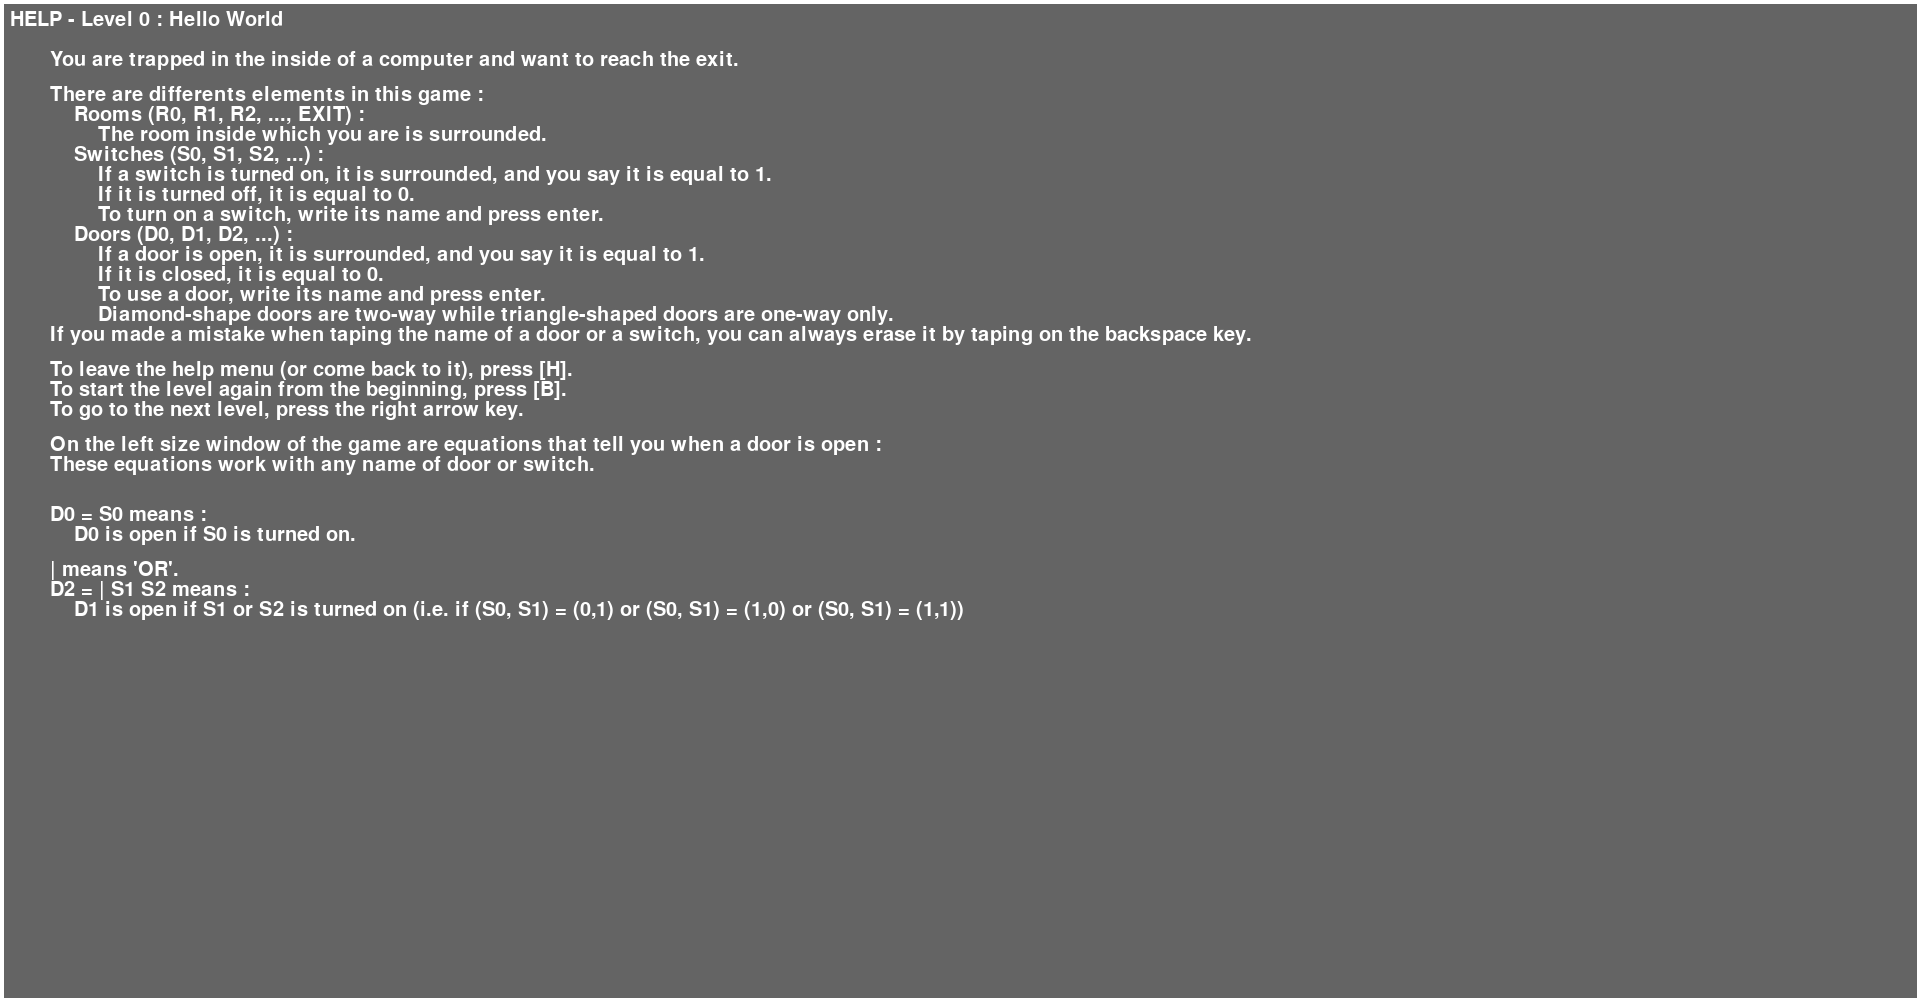 HELP - Level 0 : Hello World
You are trapped in the inside of a computer and want to reach the exit.
There are differents elements in this game :
Rooms (R0, R1, R2, ..., EXIT) :
The room inside which you are is surrounded.
Switches (S0, S1, S2, ...) :
If a switch is turned on, it is surrounded, and you say it is equal to 1.
If it is turned off, it is equal to 0.
To turn on a switch, write its name and press enter.
Doors (D0, D1, D2, ...) :
If a door is open, it is surrounded, and you say it is equal to 1.
If it is closed, it is equal to 0.
To use a door, write its name and press enter.
Diamond-shape doors are two-way while triangle-shaped doors are one-way only.
If you made a mistake when taping the name of a door or a switch, you can always erase it by taping on the backspace key.
To leave the help menu (or come back to it), press [H].
To start the level again from the beginning, press [B].
To go to the next level, press the right arrow key.
On the left size window of the game are equations that tell you when a door is open :
These equations work with any name of door or switch.
D0 = S0 means :
D0 is open if S0 is turned on.
| means 'OR'.
D2 = | S1 S2 means :
D1 is open if S1 or S2 is turned on (i.e. if (S0, S1) = (0,1) or (S0, S1) = (1,0) or (S0, S1) = (1,1))